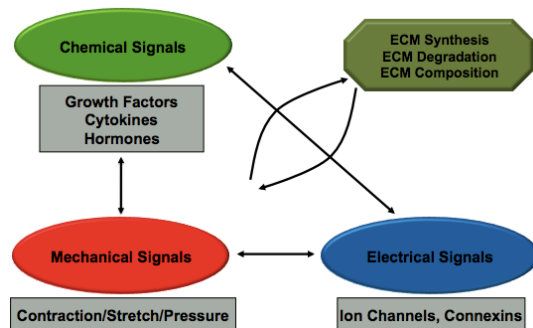 Chemical Signals
ECM Synthesis
ECM Degradation
ECM Composition
Growth Factors
Cytokines
Hormones
Mechanical Signals
Electrical Signals
Contraction/Stretch/Pressure
Ion Channels, Connexins